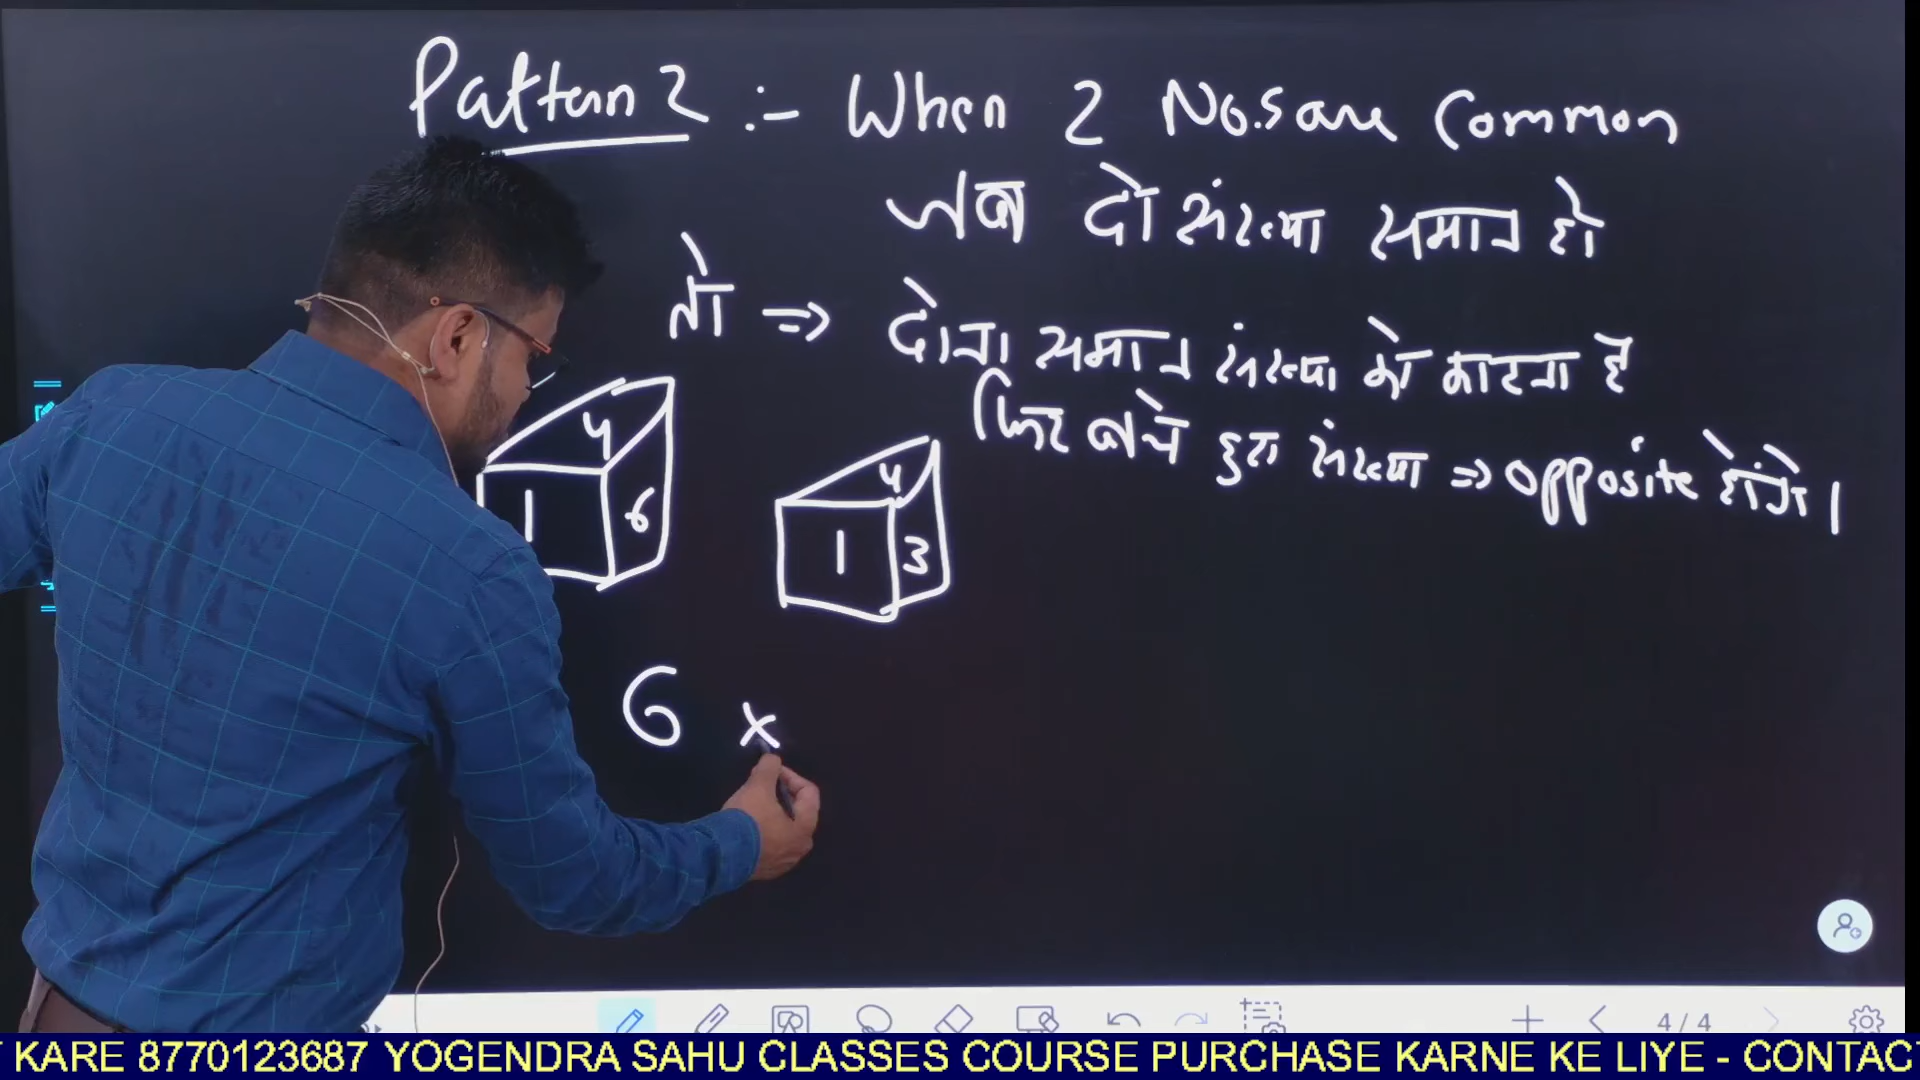 Pattern 2 :- When 2 No.s are Common
जब दो संख्या समान हो
तो ⇒ दोनो समान संख्या को काटना है
फिर बचे हुए संख्या ⇒ opposite होंगे।
4
1 6
4
1 3
6 x
4/4
T KARE 8770123687 YOGENDRA SAHU CLASSES COURSE PURCHASE KARNE KE LIYE - CONTAC